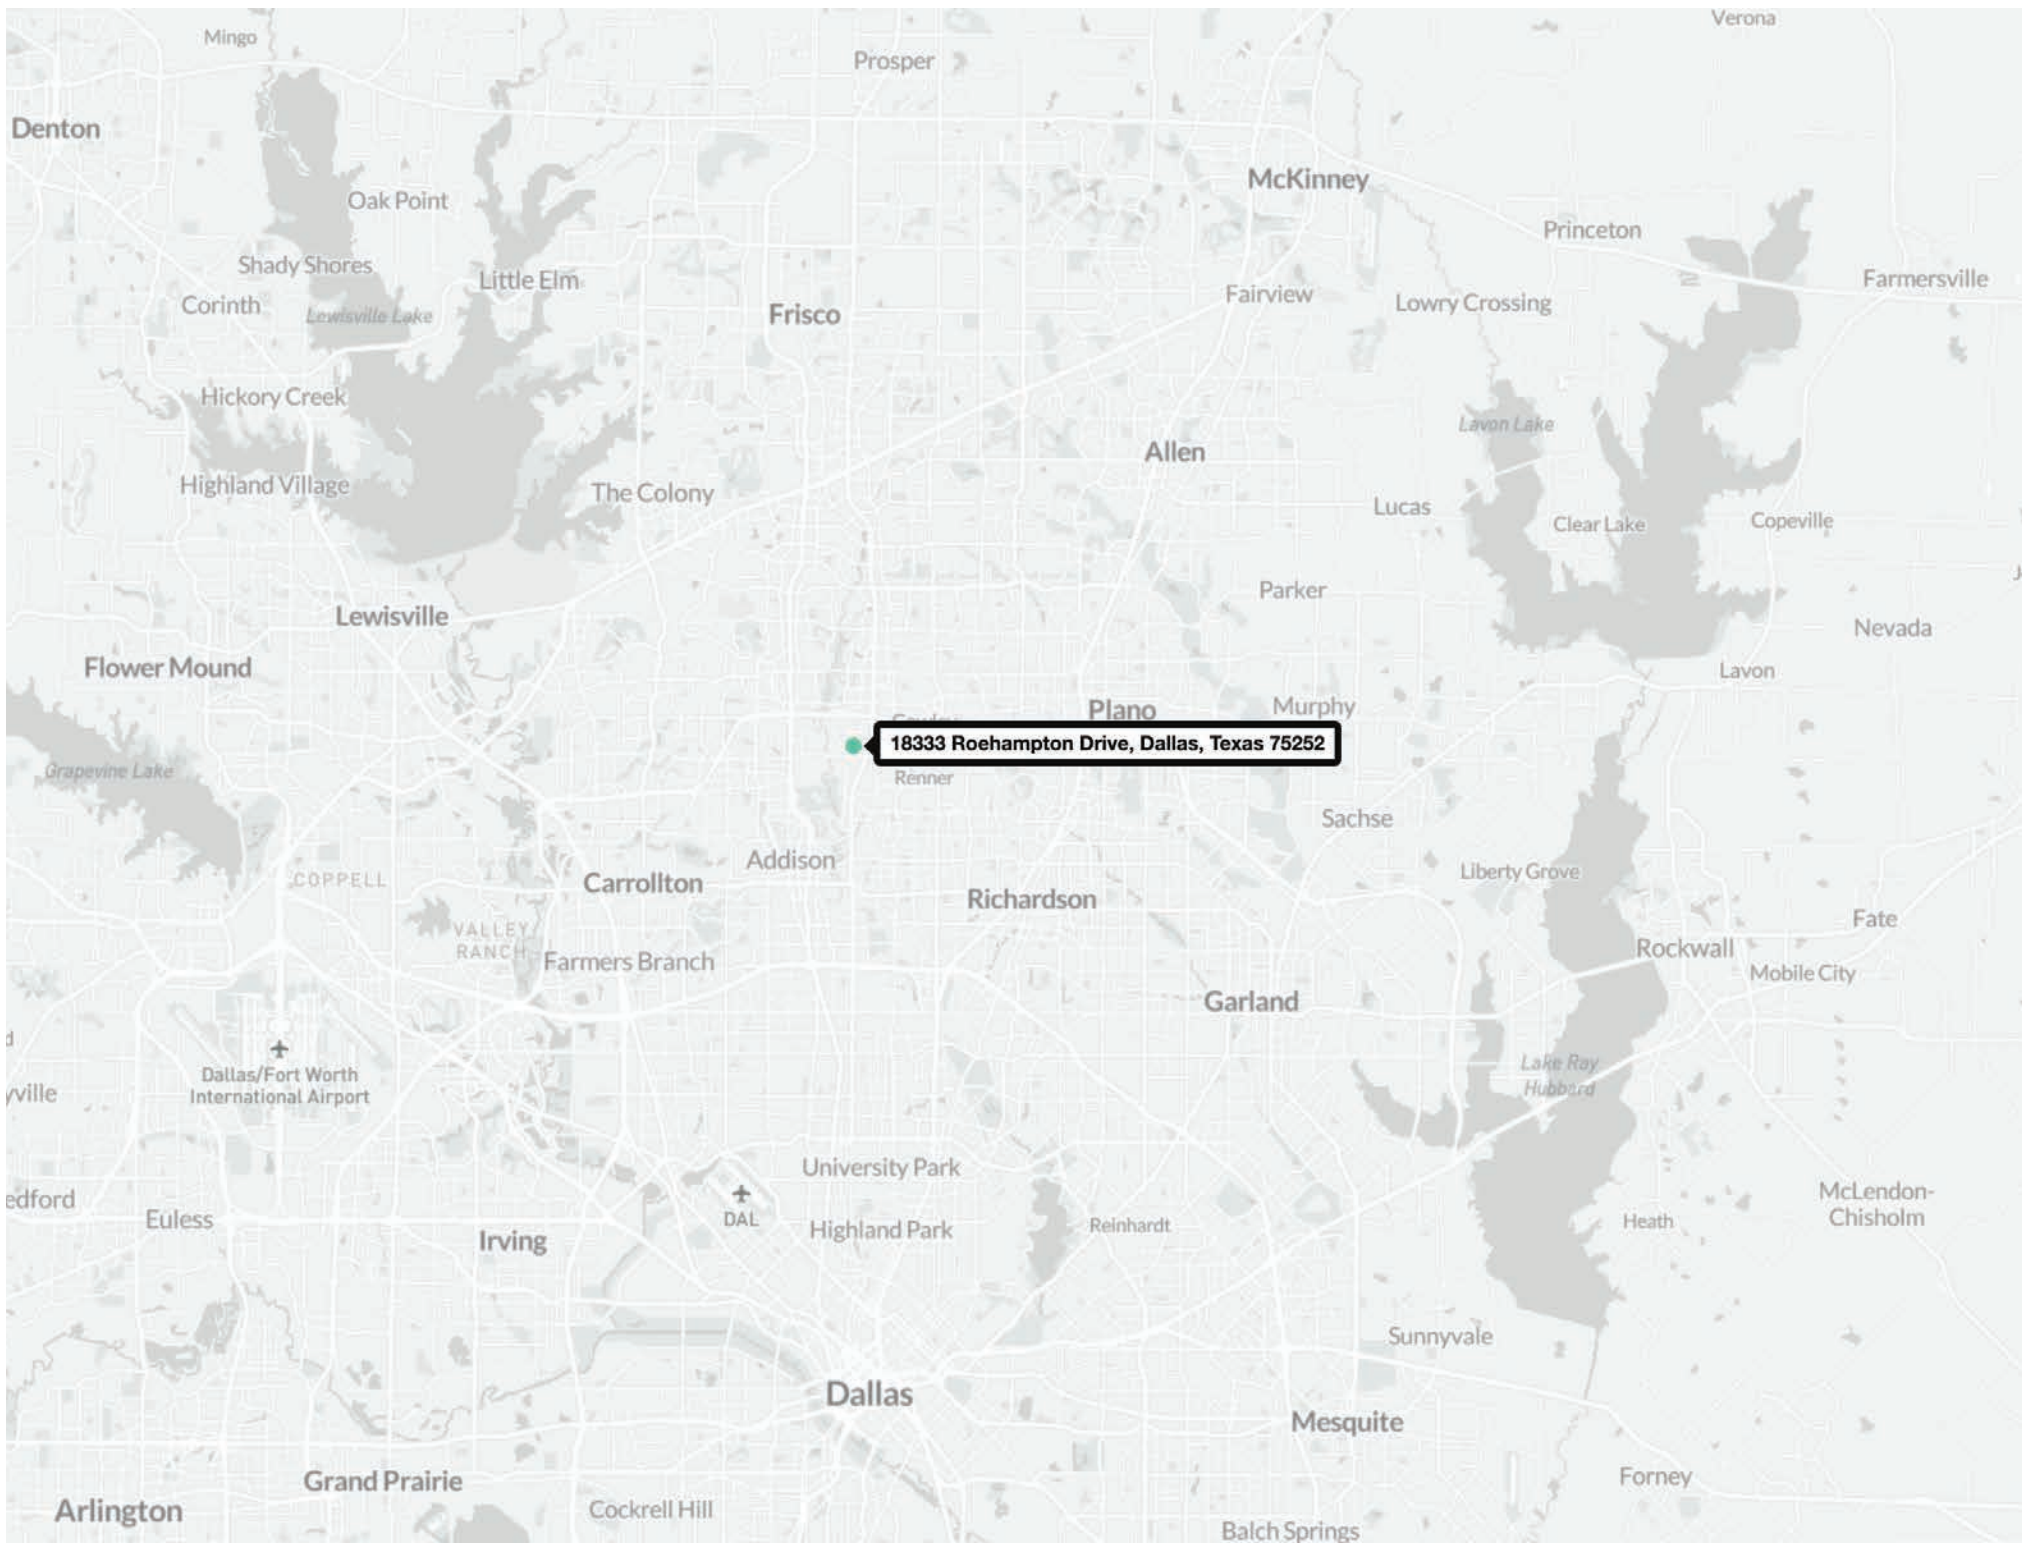 Verona
Mingo
Prosper
Denton
McKinney
Oak Point
Princeton
Shady Shores
Little Elm
Farmersville
Corinth
Lewisville Lake
Frisco
Fairview
Lowry Crossing
Hickory Creek
Lavon Lake
Allen
Highland Village
The Colony
Lucas
Clear Lake
Copeville
Parker
Lewisville
Nevada
Flower Mound
Lavon
Plano
Murphy
18333 Roehampton Drive, Dallas, Texas 75252
Grapevine Lake
Renner
Sachse
Addison
Liberty Grove
COPPELL
Carrollton
Richardson
Fate
VALLEY
RANCH
Farmers Branch
Rockwall
Mobile City
Garland
Lake Ray
Hubbard
Dallas/Fort Worth
International Airport
yville
University Park
edford
Euless
DAL
Highland Park
Reinhardt
Heath
McLendon-
Chisholm
Irving
Sunnyvale
Dallas
Mesquite
Grand Prairie
Forney
Arlington
Cockrell Hill
Balch Springs